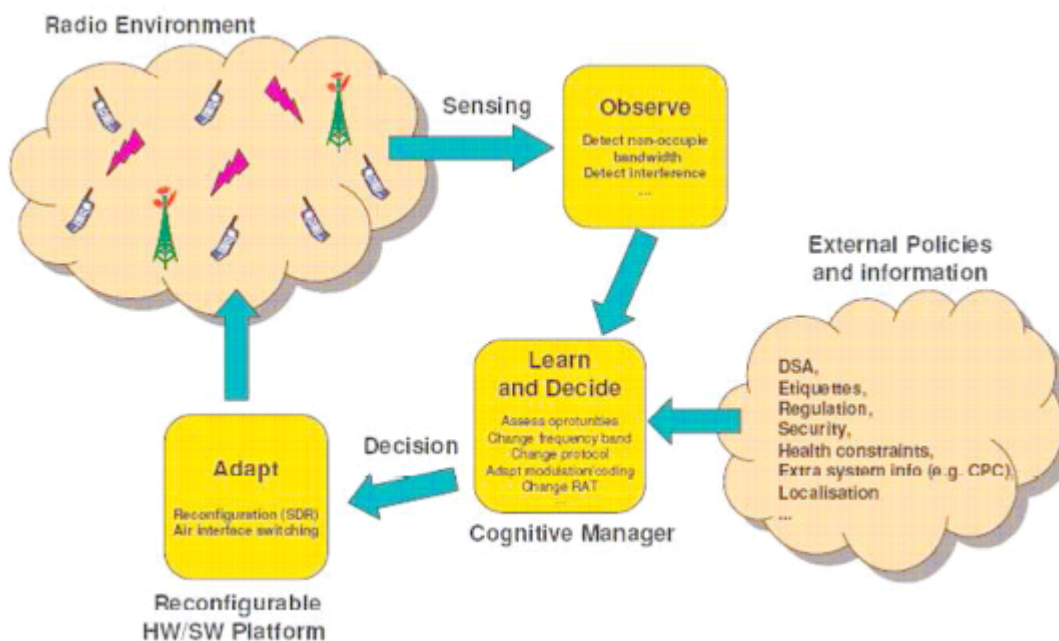 Radio Environment
Sensing
Observe
Detect non-occupie
bandwidth
Detect interference
...
External Policies
and information
DSA,
Etiquettes,
Regulation,
Security,
Health constraints,
Extra system info (e.g. CPC),
Localisation
...
Learn
and Decide
Assess oprotunities
Change frequency band
Change protocol
Adapt modulation/coding
Change RAT
...
Cognitive Manager
Decision
Adapt
Reconfiguration (SDR)
Air interface switching
Reconfigurable
HW/SW Platform